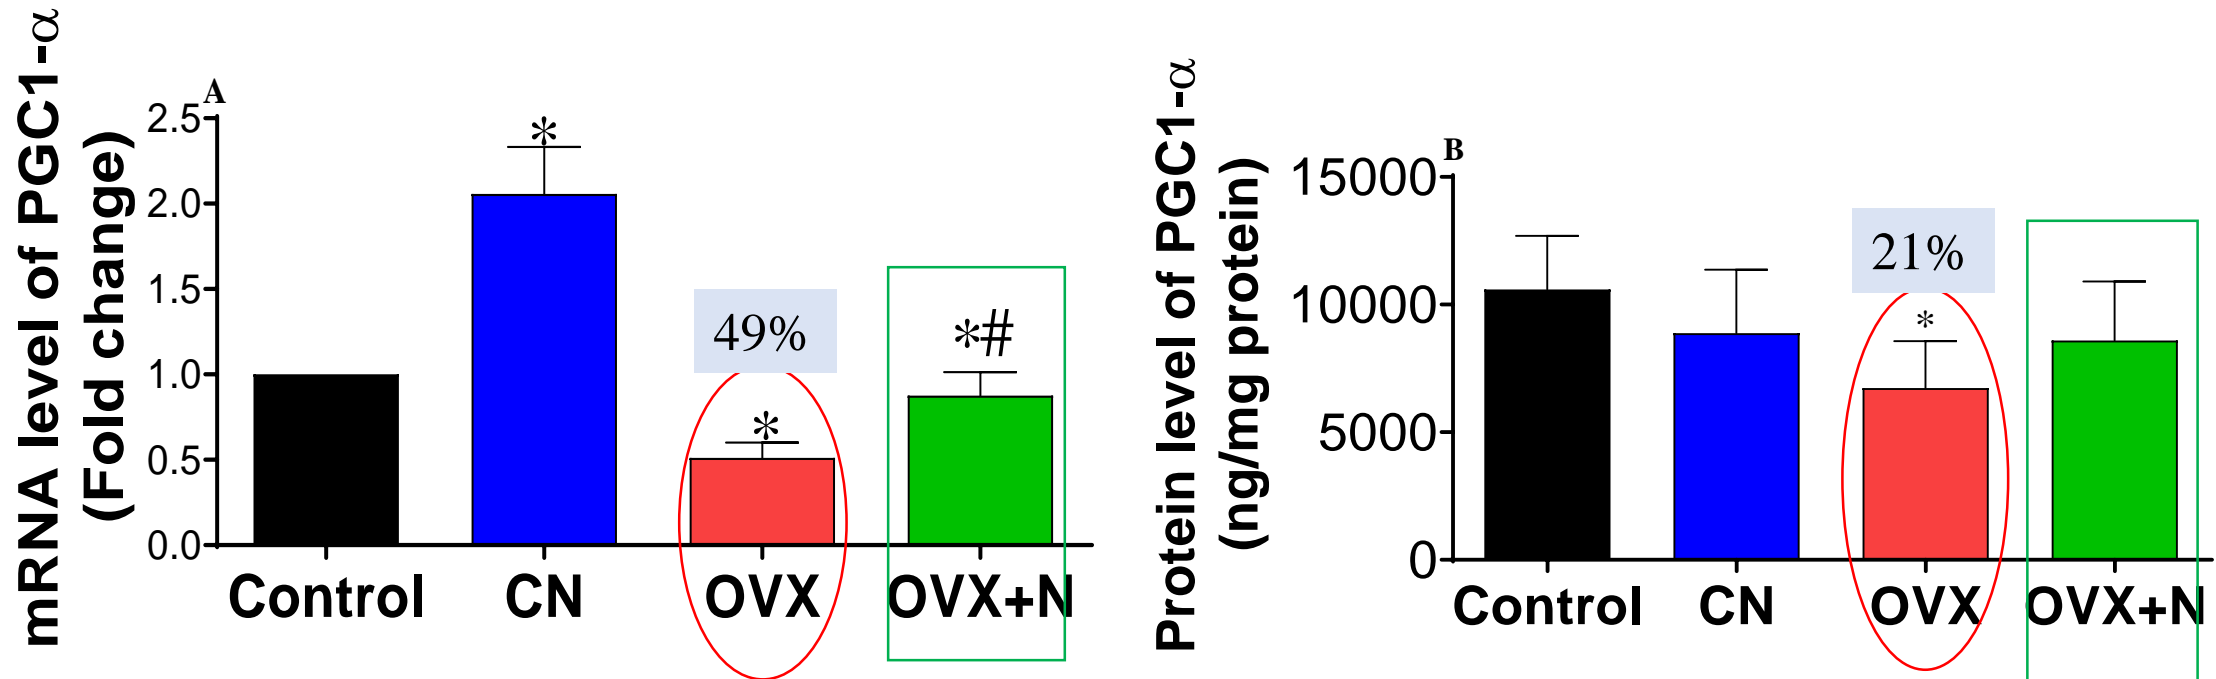 A
mRNA level of PGC1-α
(Fold change)
2.5
2.0
1.5
1.0
0.5
0.0
*
49%
*
*#
Control CN OVX OVX+N
B
Protein level of PGC1-α
(ng/mg protein)
15000
10000
5000
0
21%
*
Control CN OVX OVX+N